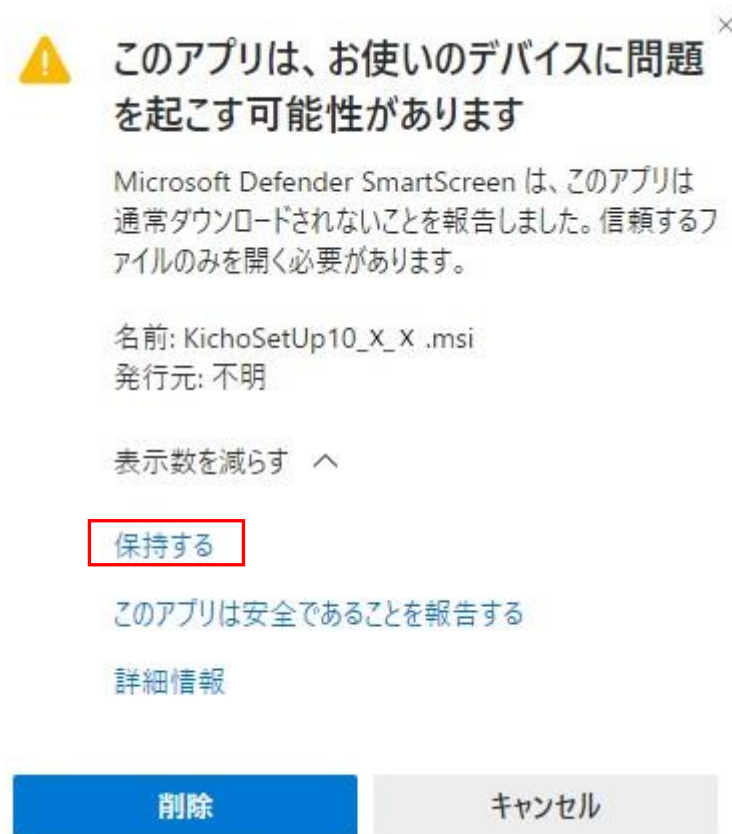 このアプリは、お使いのデバイスに問題
を起こす可能性があります
Microsoft Defender SmartScreen は、このアプリは
通常ダウンロードされないことを報告しました。信頼するフ
ァイルのみを開く必要があります。
名前: KichoSetUp10_X_X .msi
発行元: 不明
表示数を減らす
保持する
このアプリは安全であることを報告する
詳細情報
削除 キャンセル